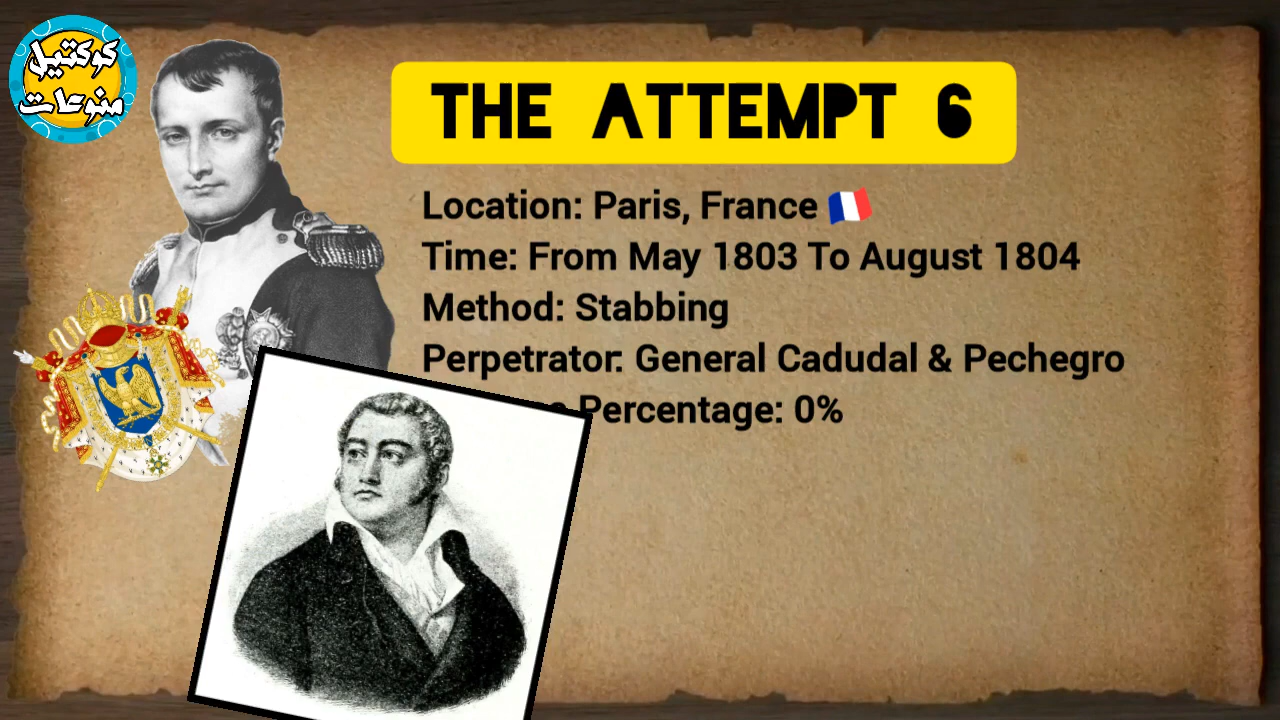 كوكتيل
منوعات
THE ATTEMPT 6
Location: Paris, France
Time: From May 1803 To August 1804
Method: Stabbing
Perpetrator: General Cadudal & Pechegro
Percentage: 0%